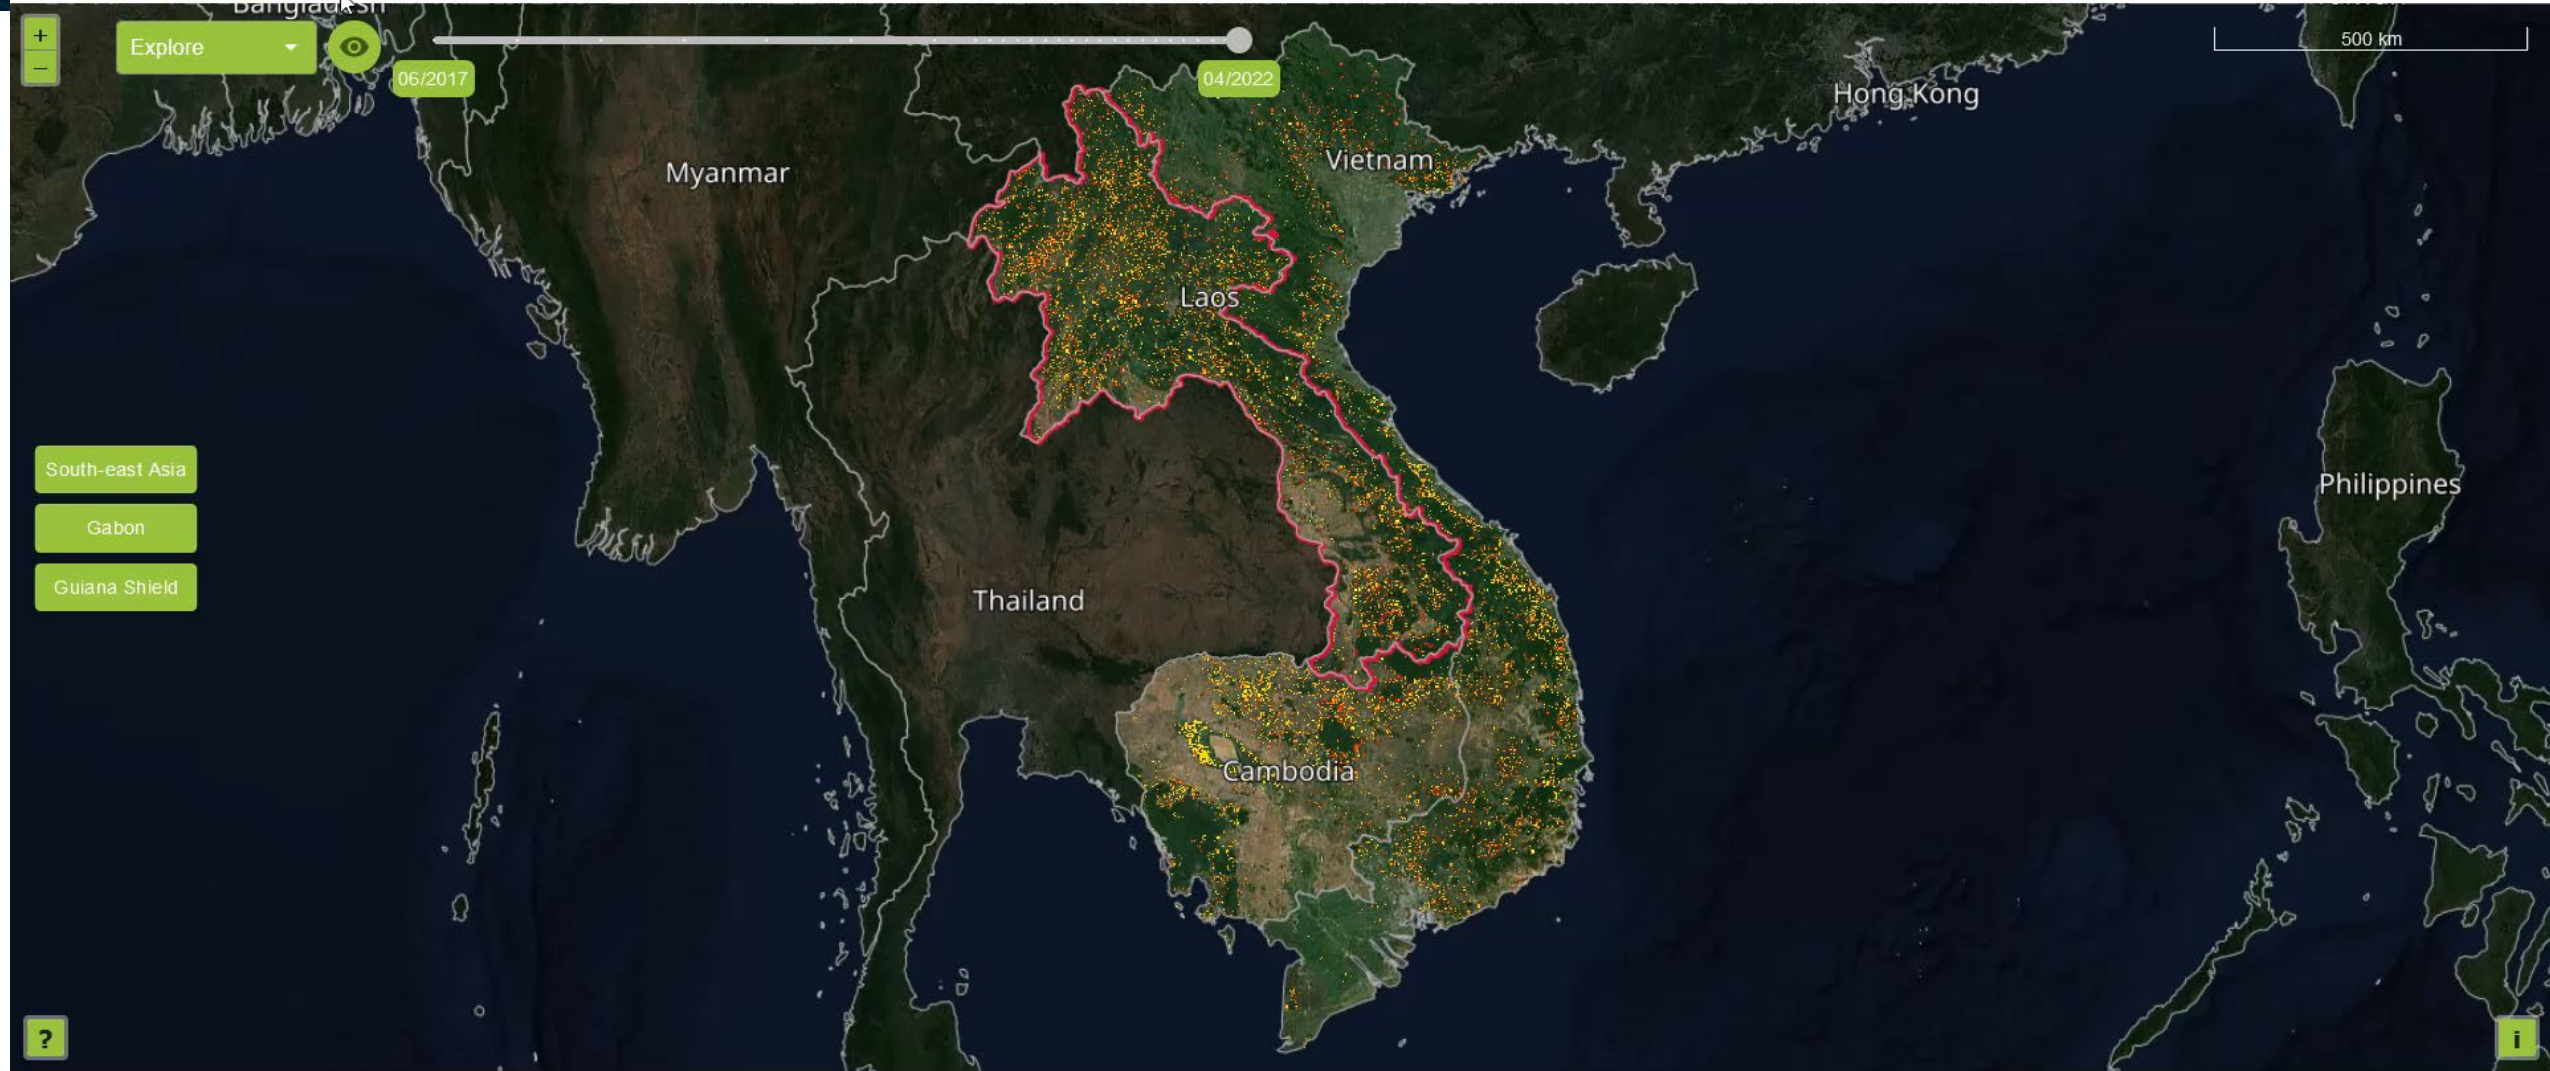 Bangladesh
+
−
Explore
06/2017
04/2022
500 km
Hong Kong
Myanmar
Vietnam
Laos
South-east Asia
Gabon
Guiana Shield
Philippines
Thailand
Cambodia
?
i